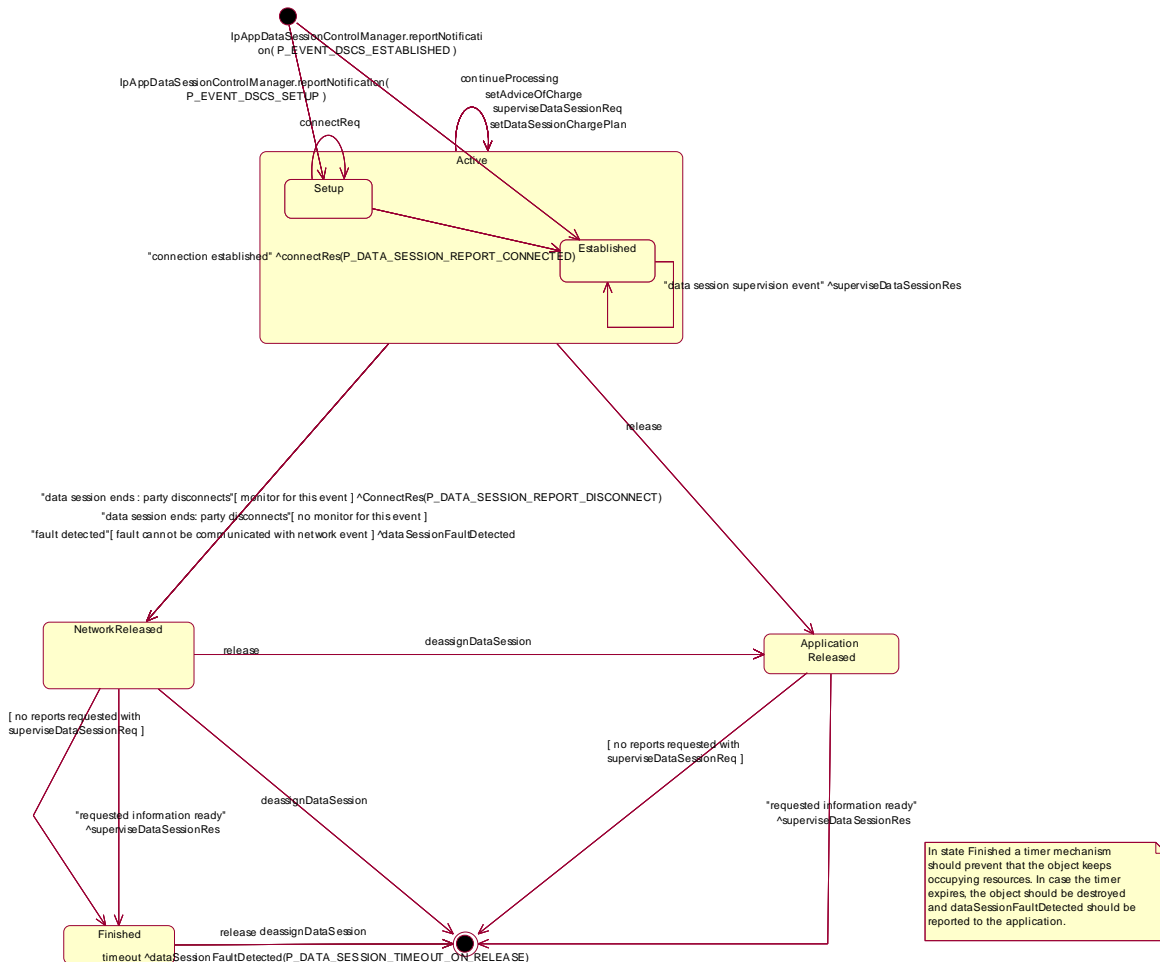 IpAppDataSessionControlManager.reportNotificati
on( P_EVENT_DSCS_ESTABLISHED )
IpAppDataSessionControlManager.reportNotification(
P_EVENT_DSCS_SETUP )
continueProcessing
setAdviceOfCharge
superviseDataSessionReq
setDataSessionChargePlan
connectReq
Active
Setup
Established
"connection established" ^connectRes(P_DATA_SESSION_REPORT_CONNECTED)
"data session supervision event" ^superviseDataSessionRes
release
"data session ends : party disconnects"[ monitor for this event ] ^ConnectRes(P_DATA_SESSION_REPORT_DISCONNECT)
"data session ends: party disconnects"[ no monitor for this event ]
"fault detected"[ fault cannot be communicated with network event ] ^dataSessionFaultDetected
NetworkReleased
release
deassignDataSession
Application
Released
[ no reports requested with
superviseDataSessionReq ]
[ no reports requested with
superviseDataSessionReq ]
deassignDataSession
"requested information ready"
^superviseDataSessionRes
"requested information ready"
^superviseDataSessionRes
In state Finished a timer mechanism
should prevent that the object keeps
occupying resources. In case the timer
expires, the object should be destroyed
and dataSessionFaultDetected should be
reported to the application.
Finished
release
deassignDataSession
timeout ^dataSessionFaultDetected(P_DATA_SESSION_TIMEOUT_ON_RELEASE)